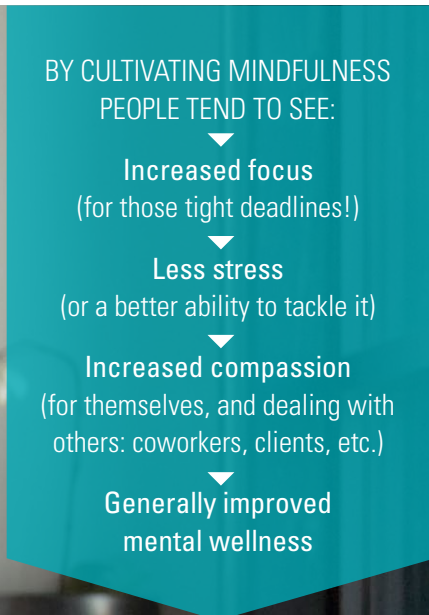 BY CULTIVATING MINDFULNESS
PEOPLE TEND TO SEE:
Increased focus
(for those tight deadlines!)
Less stress
(or a better ability to tackle it)
Increased compassion
(for themselves, and dealing with
others: coworkers, clients, etc.)
Generally improved
mental wellness